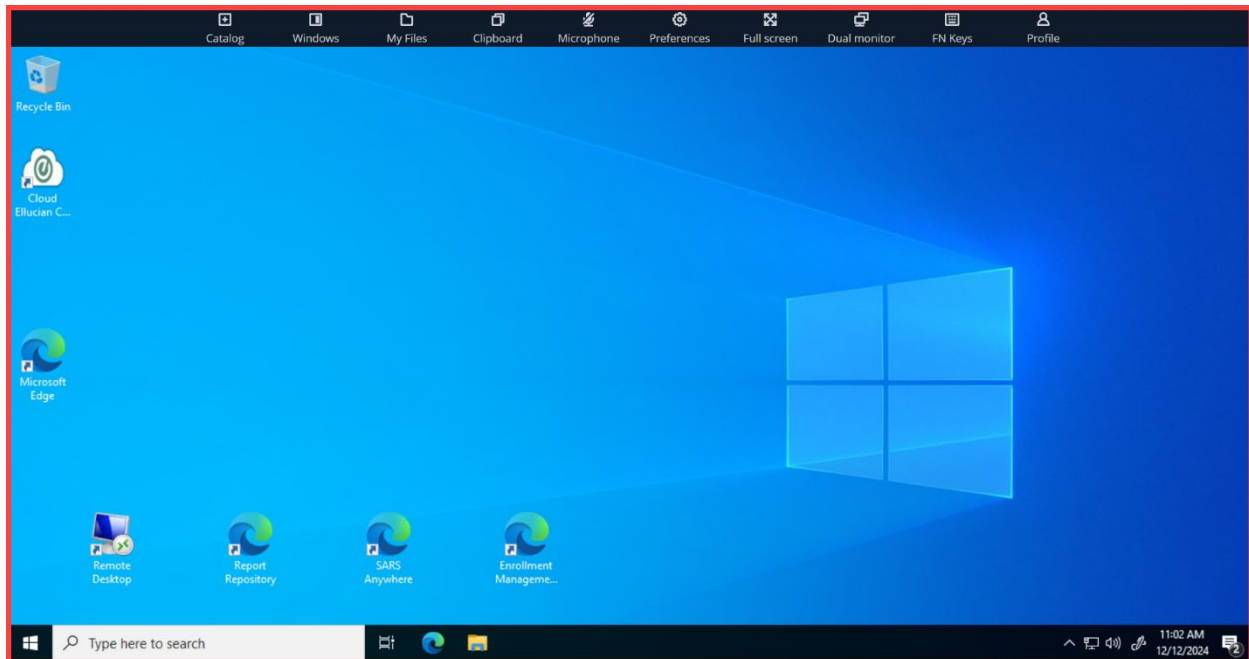 Catalog Windows My Files Clipboard Microphone Preferences Full screen Dual monitor FN Keys Profile
Recycle Bin
Cloud
Ellucian C...
Microsoft
Edge
Remote
Desktop
Report
Repository
SARS
Anywhere
Enrollment
Manageme...
Type here to search
11:02 AM
12/12/2024
2